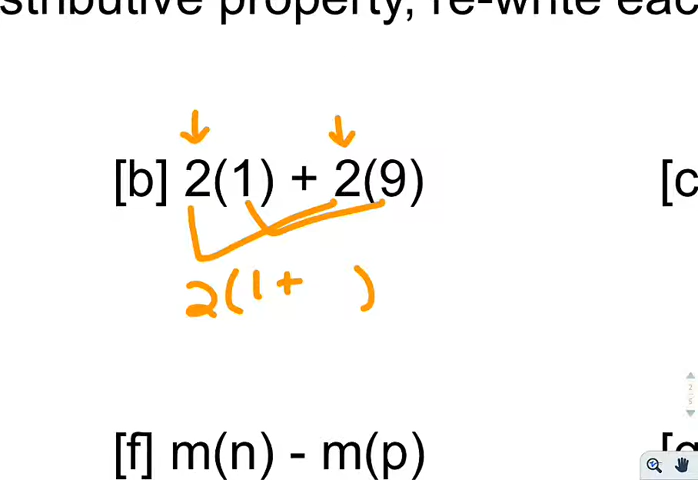 stributive property, re-write eac
[b] 2(1) + 2(9)
[c
2(1+ )
[f] m(n) - m(p)